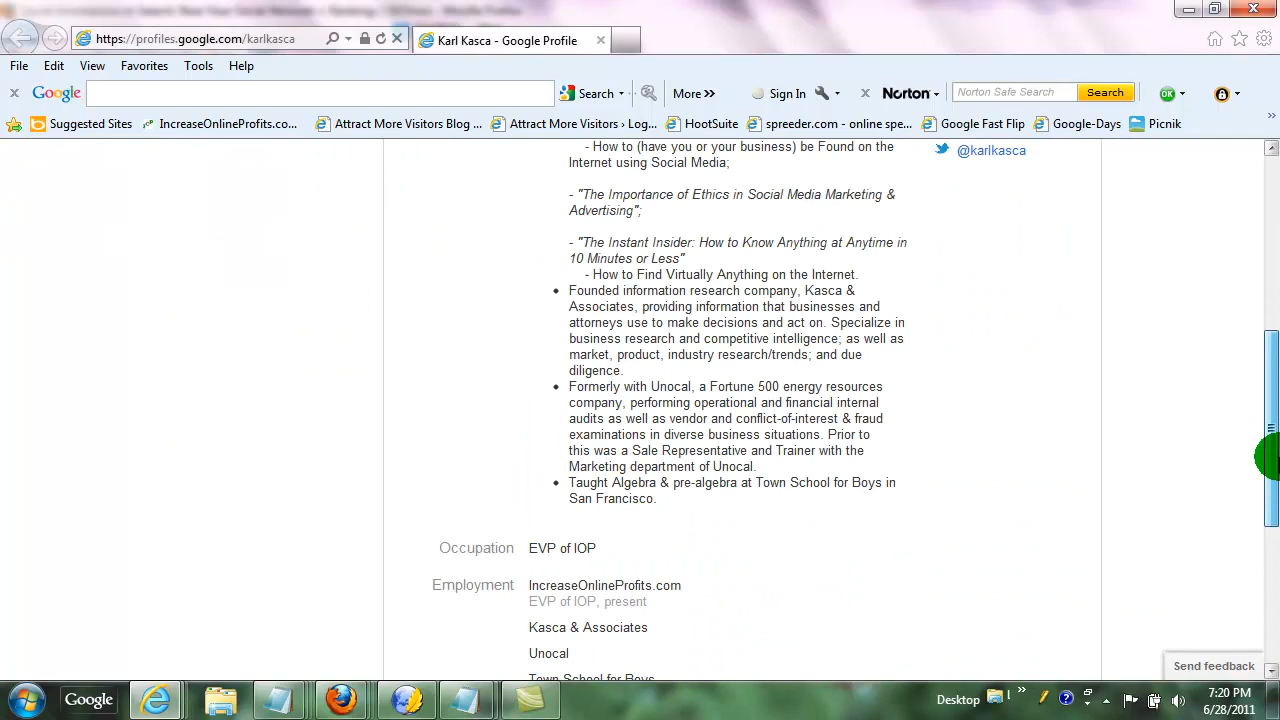 https://profiles.google.com/karlkasca
Karl Kasca - Google Profile
File Edit View Favorites Tools Help
Google Search More »
Sign In
Norton
Norton Safe Search
Search
OK
Suggested Sites
IncreaseOnlineProfits.co...
Attract More Visitors Blog ...
Attract More Visitors › Log...
HootSuite
spreeder.com - online spe...
Google Fast Flip
Google-Days
Picnik
- How to (have you or your business) be Found on the
Internet using Social Media;
@karlkasca
- "The Importance of Ethics in Social Media Marketing &
Advertising";
- "The Instant Insider: How to Know Anything at Anytime in
10 Minutes or Less"
- How to Find Virtually Anything on the Internet.
Founded information research company, Kasca &
Associates, providing information that businesses and
attorneys use to make decisions and act on. Specialize in
business research and competitive intelligence; as well as
market, product, industry research/trends; and due
diligence.
Formerly with Unocal, a Fortune 500 energy resources
company, performing operational and financial internal
audits as well as vendor and conflict-of-interest & fraud
examinations in diverse business situations. Prior to
this was a Sale Representative and Trainer with the
Marketing department of Unocal.
Taught Algebra & pre-algebra at Town School for Boys in
San Francisco.
Occupation EVP of IOP
Employment IncreaseOnlineProfits.com
EVP of IOP, present
Kasca & Associates
Unocal
Town School for Boys
Send feedback
Google
Desktop
7:20 PM
6/28/2011